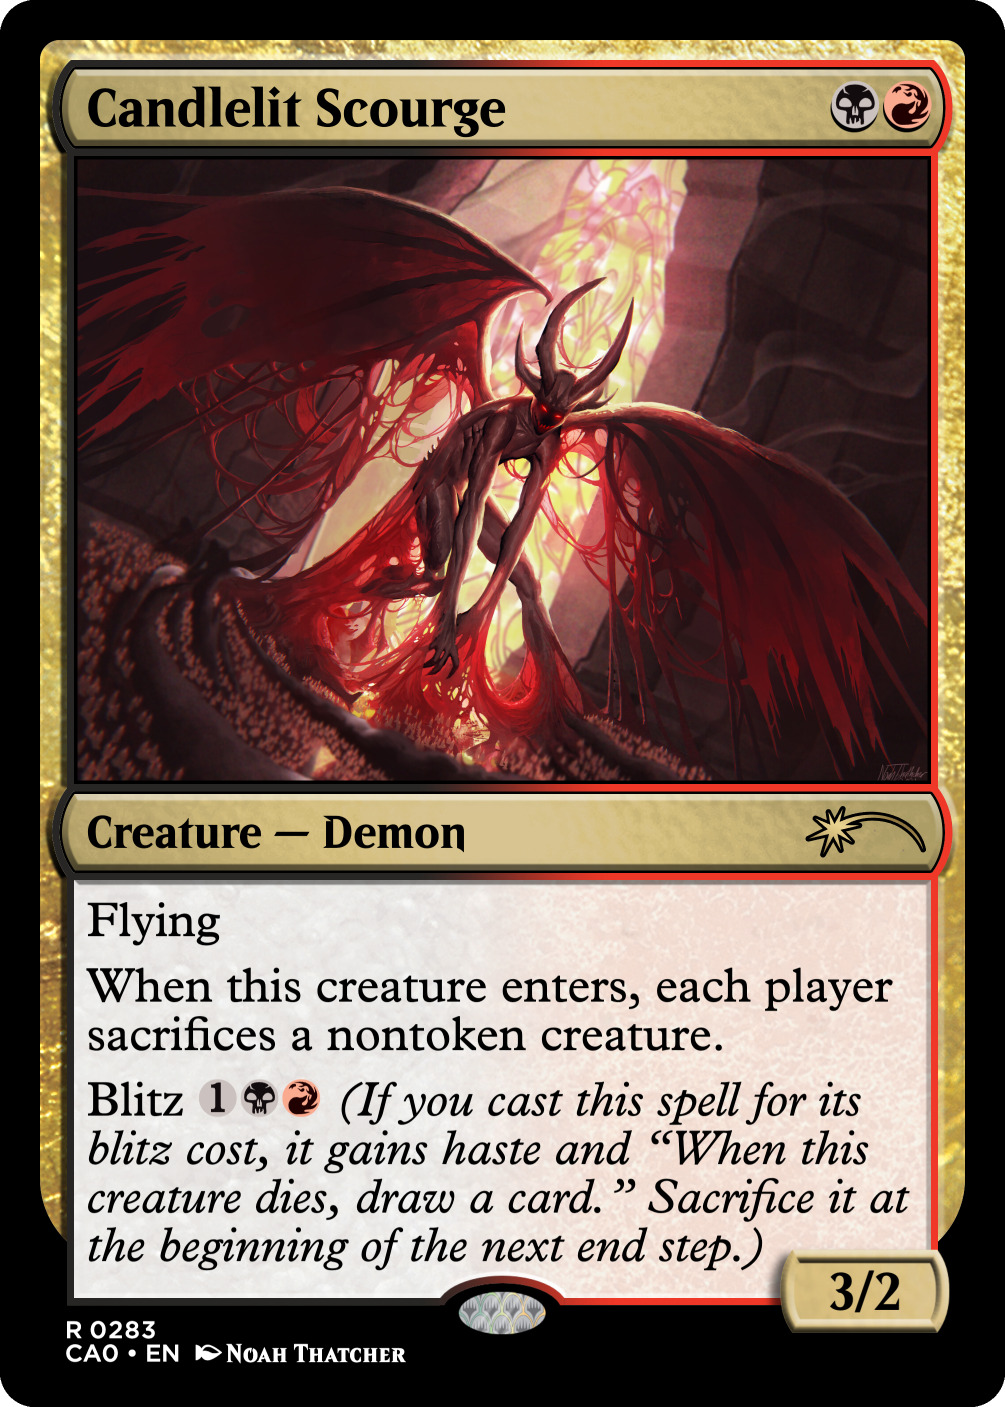 Candlelit Scourge
Noah Thatcher
Creature — Demon
Flying
When this creature enters, each player
sacrifices a nontoken creature.
Blitz 1 (If you cast this spell for its
blitz cost, it gains haste and “When this
creature dies, draw a card.” Sacrifice it at
the beginning of the next end step.)
3/2
R 0283
CAO • EN NOAH THATCHER